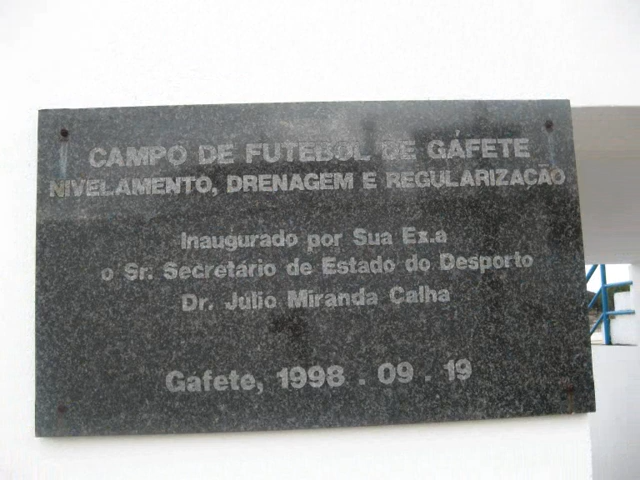 CAMPO DE FUTEBOL DE GÁFETE
NIVELAMENTO, DRENAGEM E REGULARIZAÇÃO
Inaugurado por Sua Ex.a
o Sr. Secretário de Estado do Desporto
Dr. Júlio Miranda Calha
Gáfete, 1998 . 09 . 19